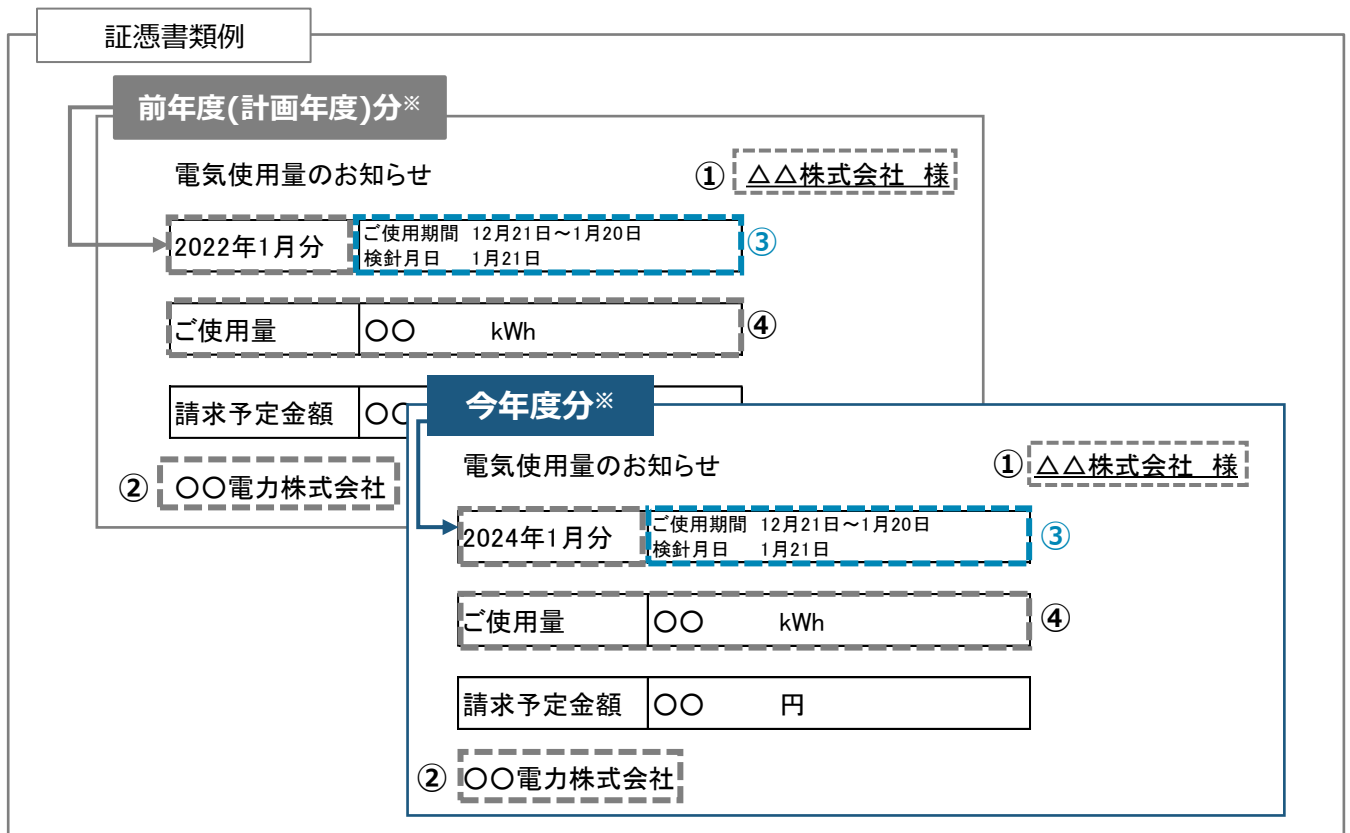 証憑書類例
前年度(計画年度)分※
電気使用量のお知らせ ① △△株式会社 様
2022年1月分 ご使用期間 12月21日～1月20日 ③
検針月日 1月21日
ご使用量 〇〇 kWh ④
請求予定金額 〇〇
② 〇〇電力株式会社
今年度分※
電気使用量のお知らせ ① △△株式会社 様
2024年1月分 ご使用期間 12月21日～1月20日 ③
検針月日 1月21日
ご使用量 〇〇 kWh ④
請求予定金額 〇〇 円
② 〇〇電力株式会社